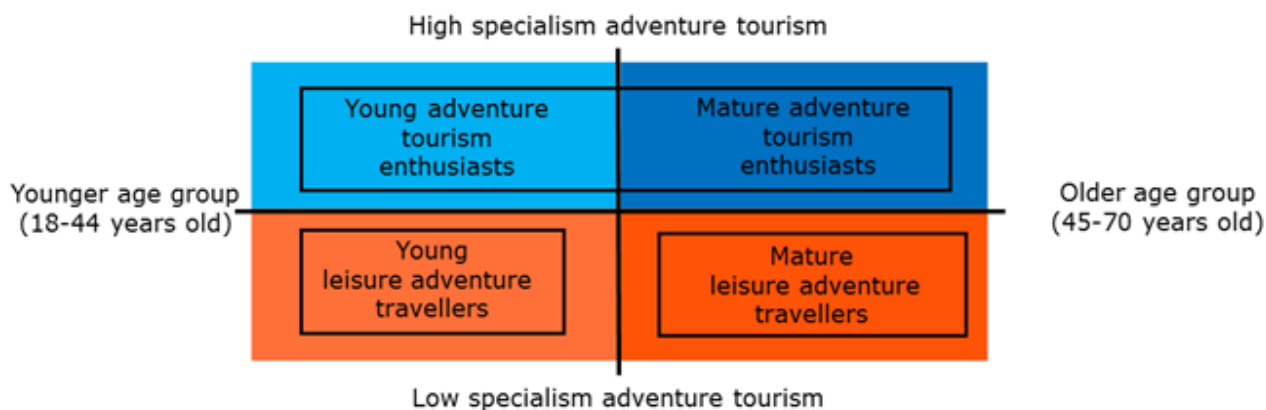 High specialism adventure tourism
Young adventure
tourism
enthusiasts
Mature adventure
tourism
enthusiasts
Younger age group
(18-44 years old)
Older age group
(45-70 years old)
Young
leisure adventure
travellers
Mature
leisure adventure
travellers
Low specialism adventure tourism